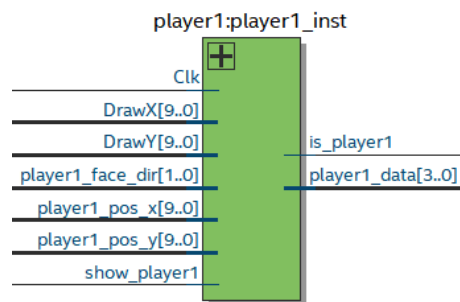 player1:player1_inst
Clk
DrawX[9..0]
DrawY[9..0]
player1_face_dir[1..0]
player1_pos_x[9..0]
player1_pos_y[9..0]
show_player1
is_player1
player1_data[3..0]